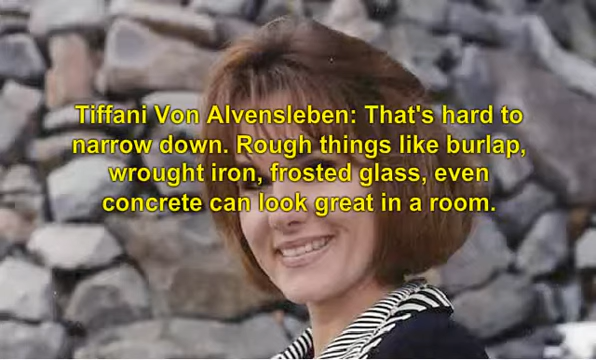 Tiffani Von Alvensleben: That's hard to
narrow down. Rough things like burlap,
wrought iron, frosted glass, even
concrete can look great in a room.